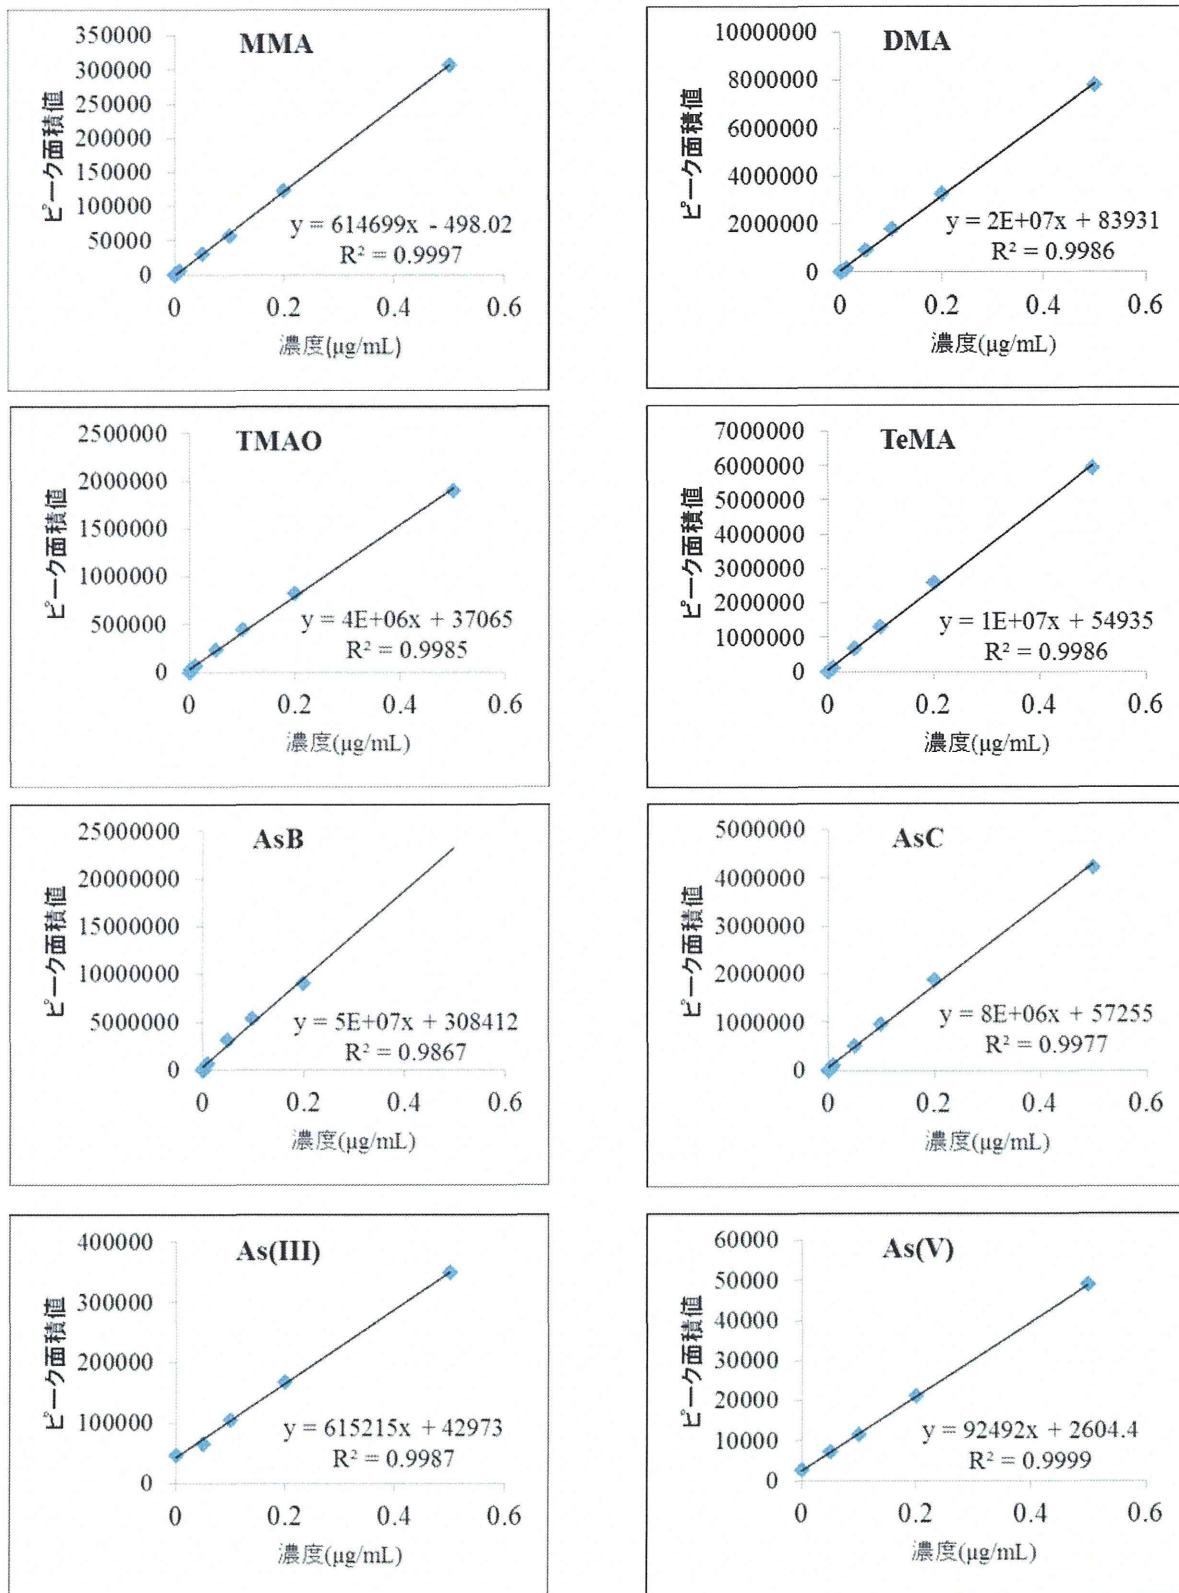 MMA
ピーク面積値
350000
300000
250000
200000
150000
100000
50000
0
y = 614699x - 498.02
R² = 0.9997
0 0.2 0.4 0.6
濃度(μg/mL)
DMA
ピーク面積値
10000000
8000000
6000000
4000000
2000000
0
y = 2E+07x + 83931
R² = 0.9986
0 0.2 0.4 0.6
濃度(μg/mL)
TMAO
ピーク面積値
2500000
2000000
1500000
1000000
500000
0
y = 4E+06x + 37065
R² = 0.9985
0 0.2 0.4 0.6
濃度(μg/mL)
TeMA
ピーク面積値
7000000
6000000
5000000
4000000
3000000
2000000
1000000
0
y = 1E+07x + 54935
R² = 0.9986
0 0.2 0.4 0.6
濃度(μg/mL)
AsB
ピーク面積値
25000000
20000000
15000000
10000000
5000000
0
y = 5E+07x + 308412
R² = 0.9867
0 0.2 0.4 0.6
濃度(μg/mL)
AsC
ピーク面積値
5000000
4000000
3000000
2000000
1000000
0
y = 8E+06x + 57255
R² = 0.9977
0 0.2 0.4 0.6
濃度(μg/mL)
As(III)
ピーク面積値
400000
300000
200000
100000
0
y = 615215x + 42973
R² = 0.9987
0 0.2 0.4 0.6
濃度(μg/mL)
As(V)
ピーク面積値
60000
50000
40000
30000
20000
10000
0
y = 92492x + 2604.4
R² = 0.9999
0 0.2 0.4 0.6
濃度(μg/mL)